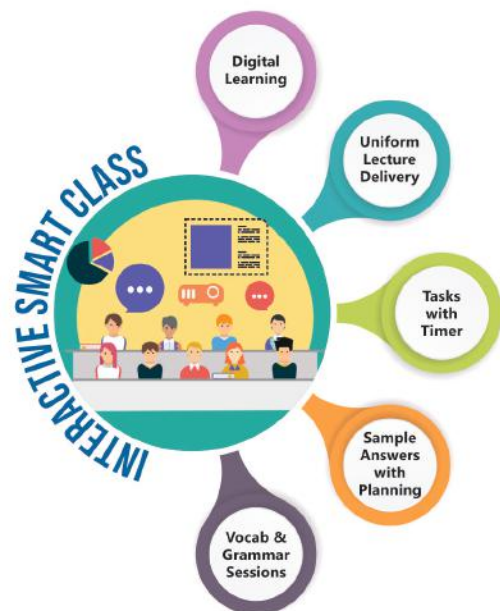 INTERACTIVE SMART CLASS
Digital
Learning
Uniform
Lecture
Delivery
Tasks
with
Timer
Sample
Answers
with
Planning
Vocab &
Grammar
Sessions